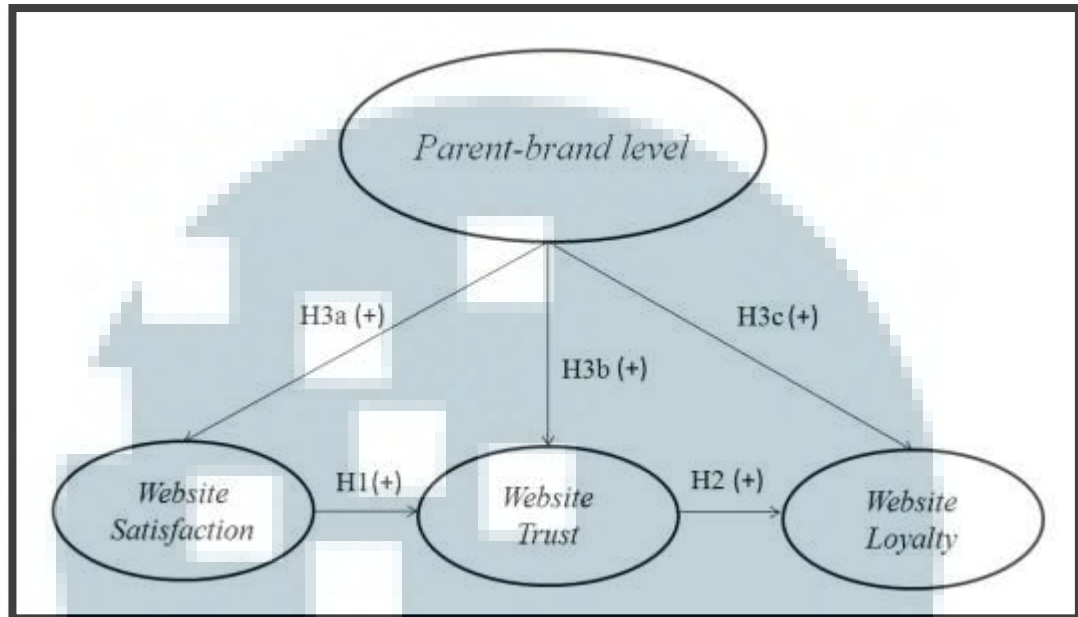 Parent-brand level
H3a (+)
H3c (+)
H3b (+)
H1(+)
H2 (+)
Website
Satisfaction
Website
Trust
Website
Loyalty